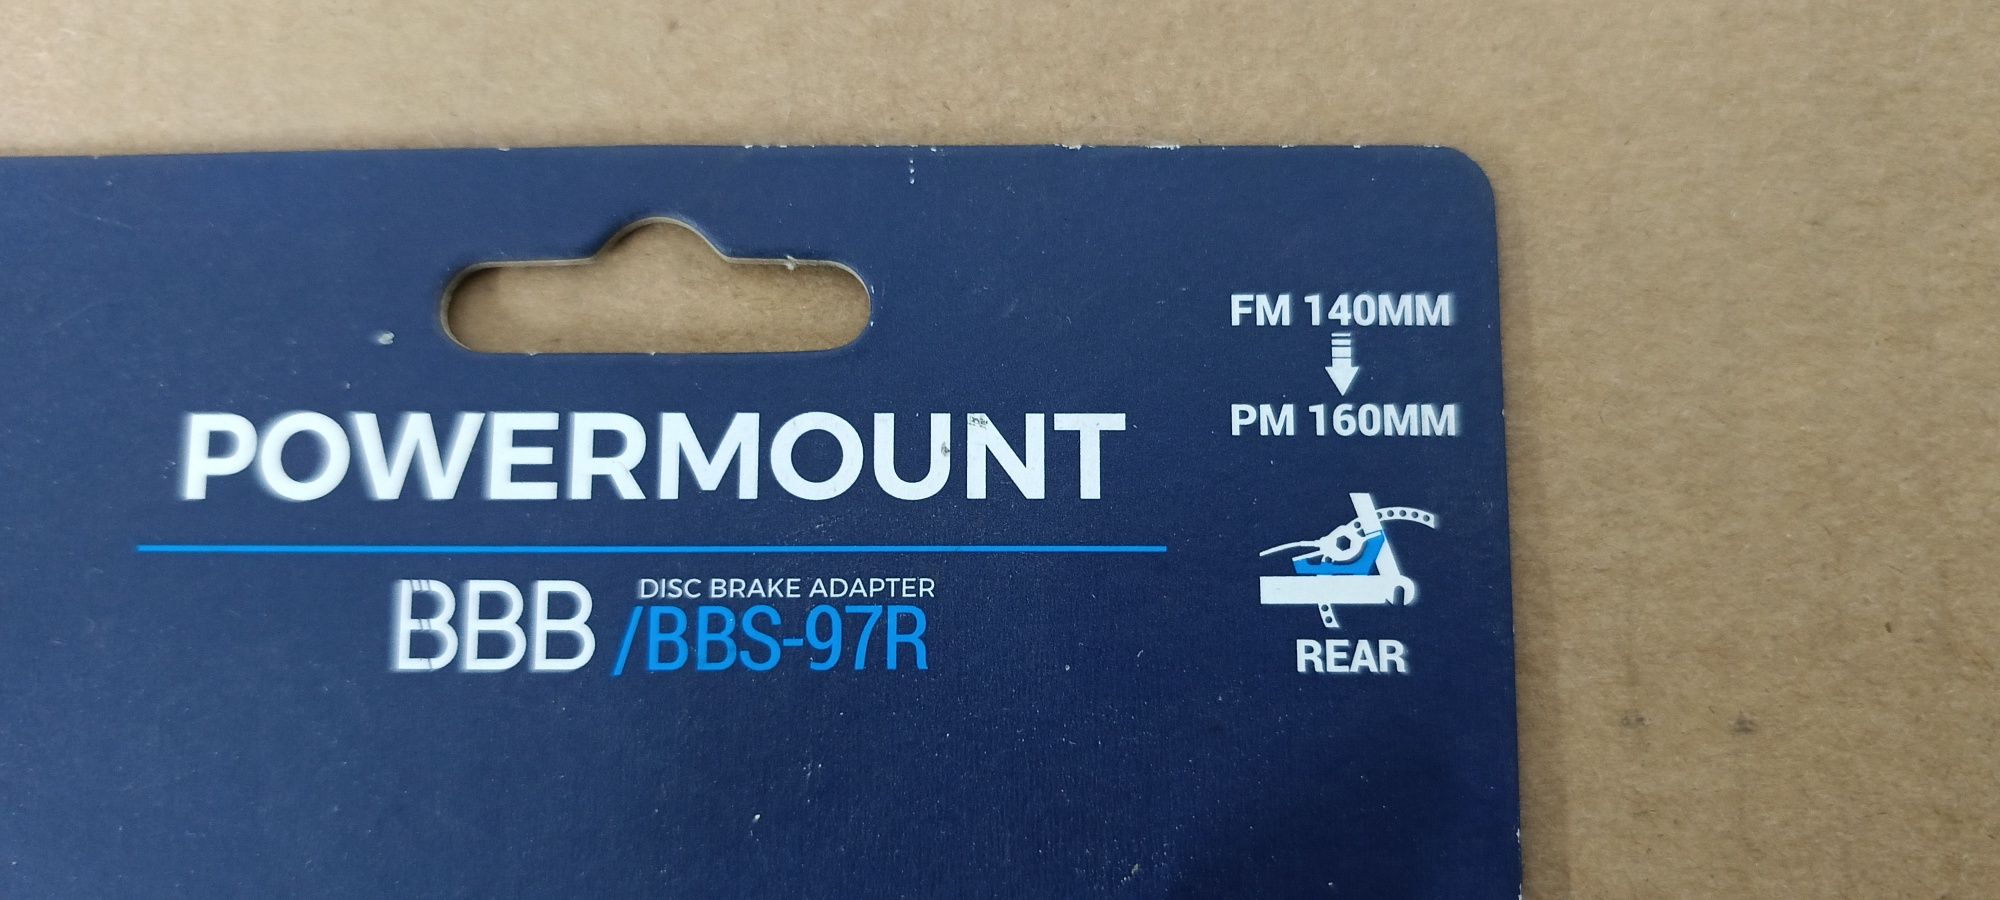 POWERMOUNT
BBB
DISC BRAKE ADAPTER
/BBS-97R
FM 140MM
PM 160MM
REAR